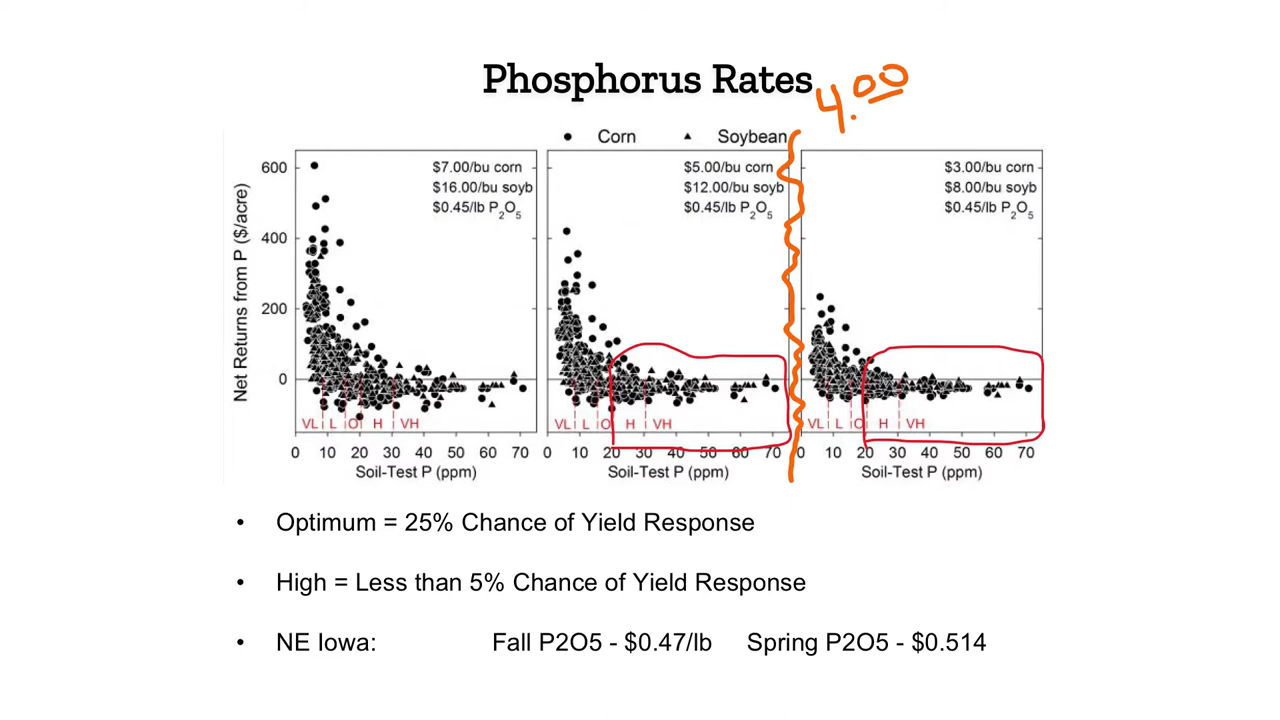 Phosphorus Rates
4.00
Corn Soybean
Net Returns from P ($/acre)
600
400
200
0
$7.00/bu corn
$16.00/bu soyb
$0.45/lb P2O5
VL L O H VH
0 10 20 30 40 50 60 70
Soil-Test P (ppm)
$5.00/bu corn
$12.00/bu soyb
$0.45/lb P2O5
VL L O H VH
0 10 20 30 40 50 60 70
Soil-Test P (ppm)
$3.00/bu corn
$8.00/bu soyb
$0.45/lb P2O5
VL L O H VH
0 10 20 30 40 50 60 70
Soil-Test P (ppm)
• Optimum = 25% Chance of Yield Response
• High = Less than 5% Chance of Yield Response
• NE Iowa: Fall P2O5 - $0.47/lb Spring P2O5 - $0.514